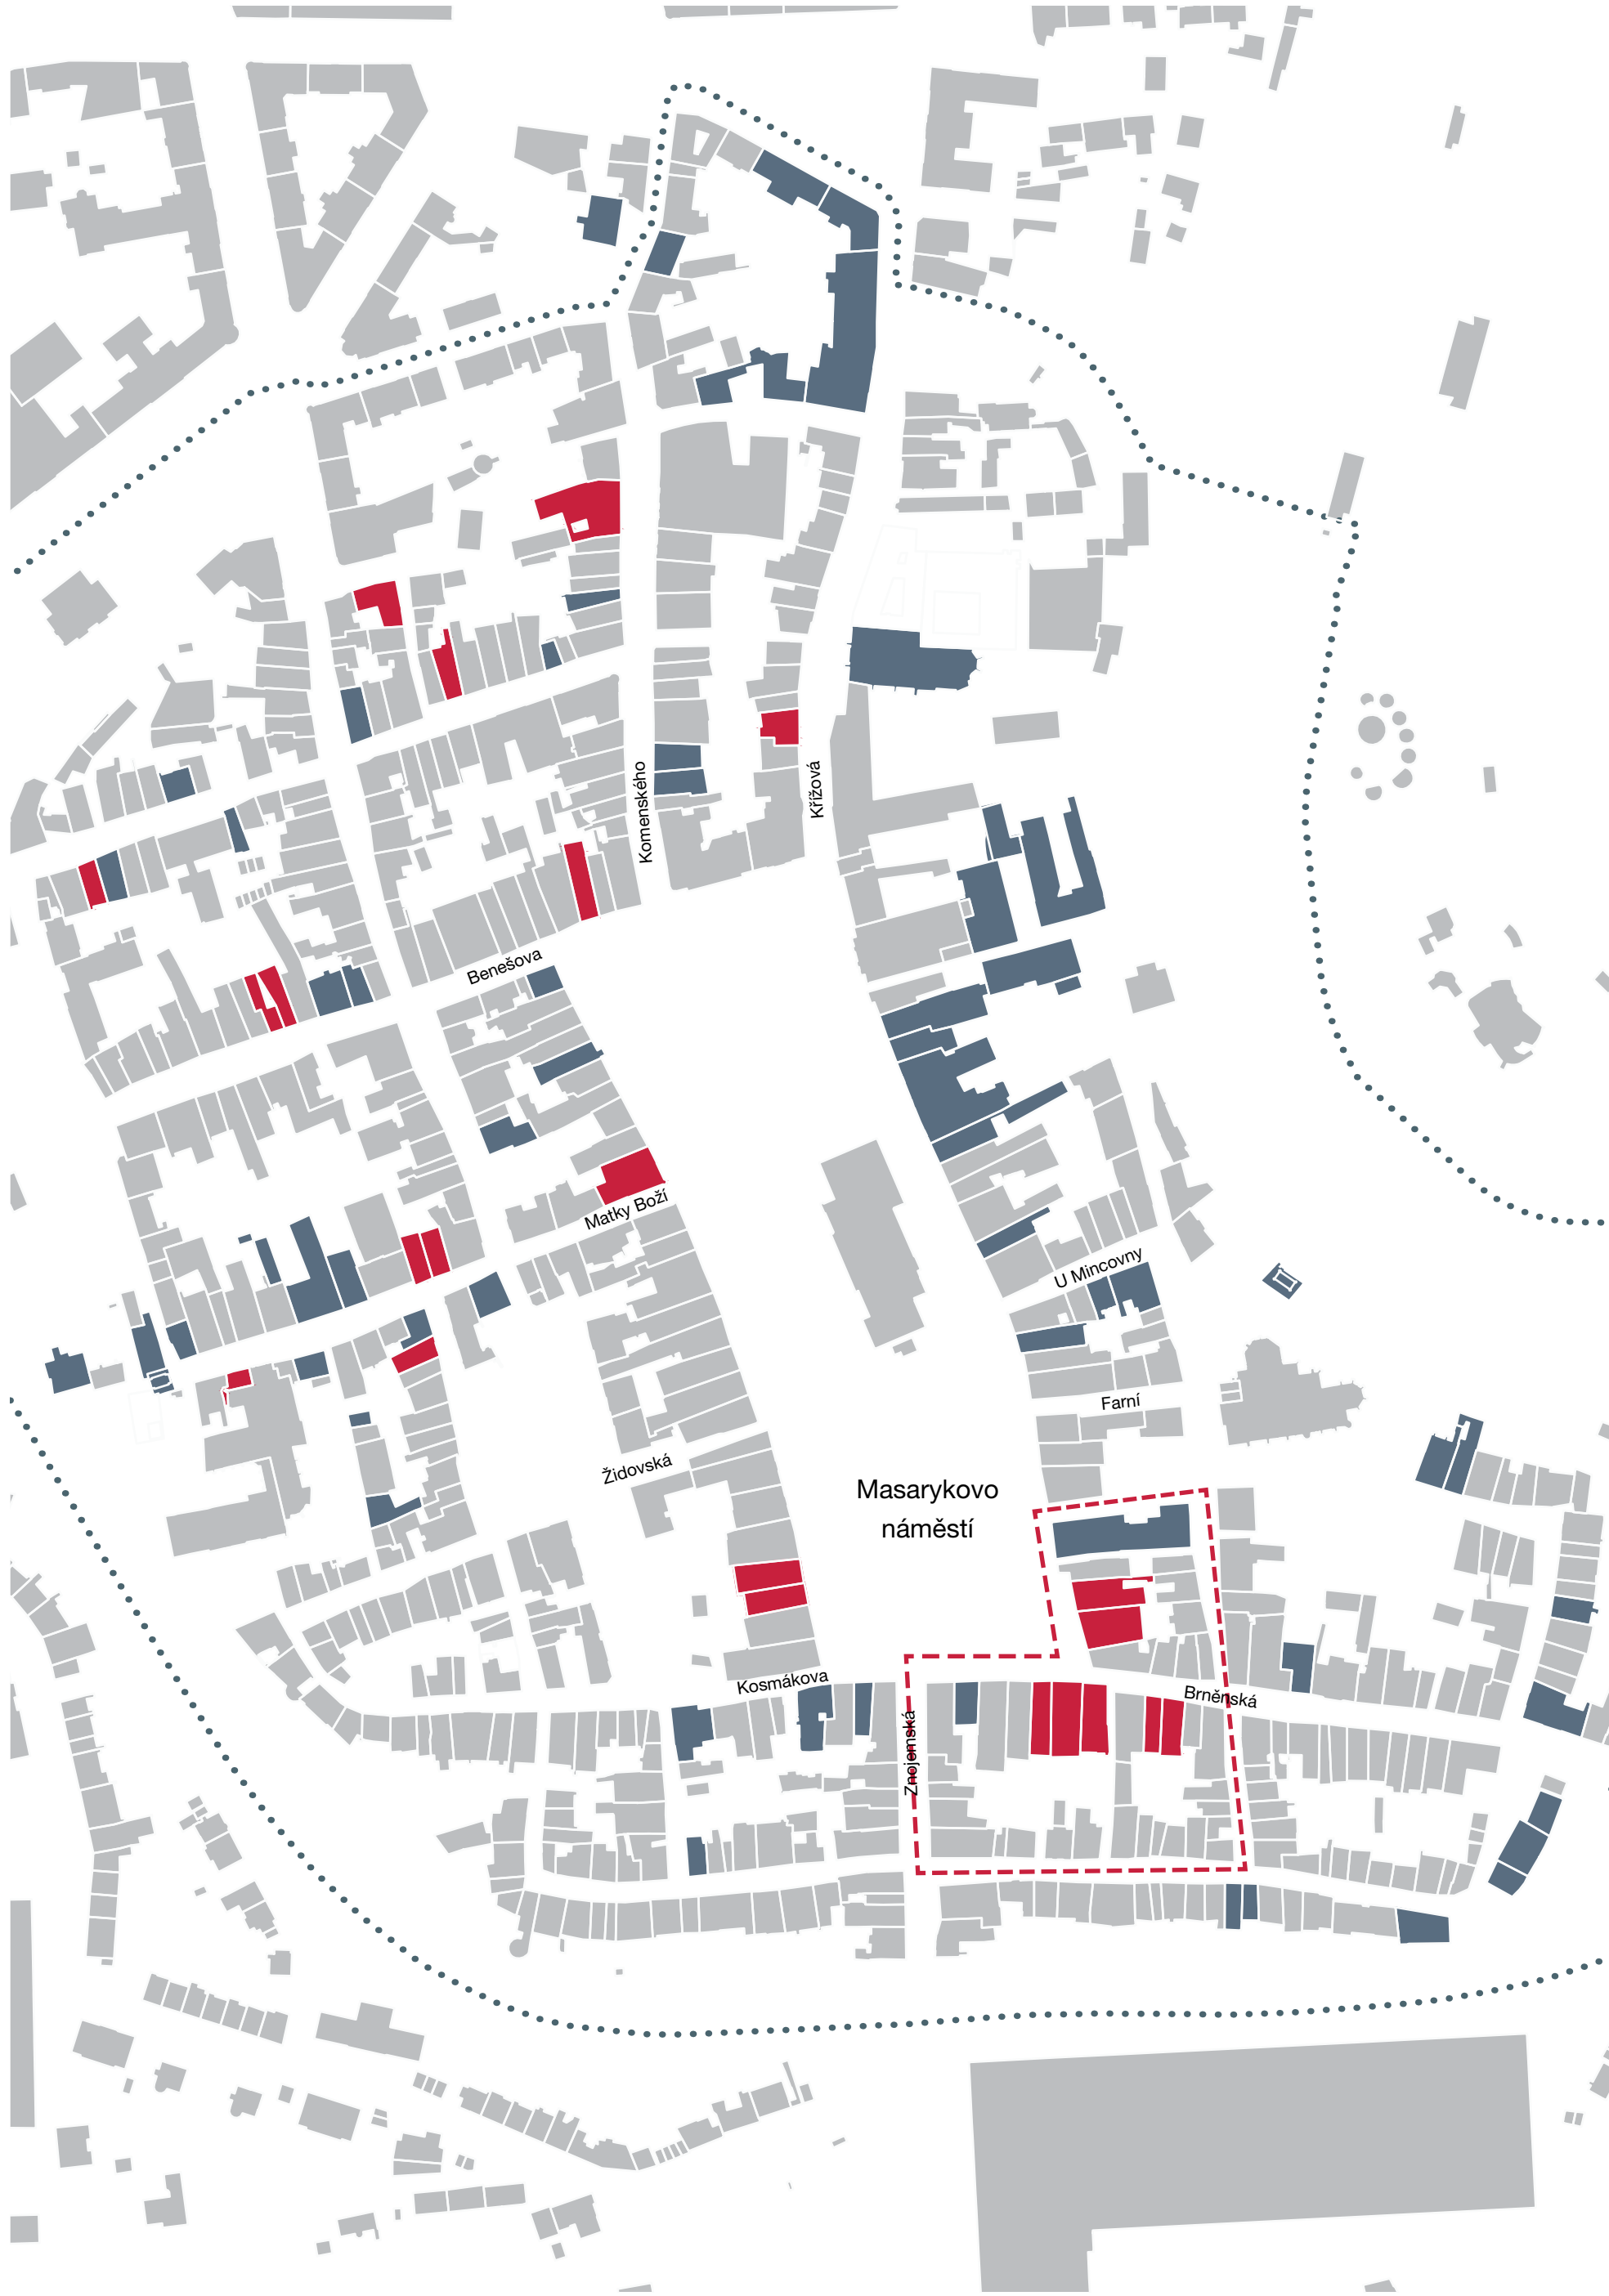 Komenského
Křížová
Benešova
Matky Boží
U Mincovny
Farní
Židovská
Masarykovo
náměstí
Kosmákova
Brněnská
Znojemská